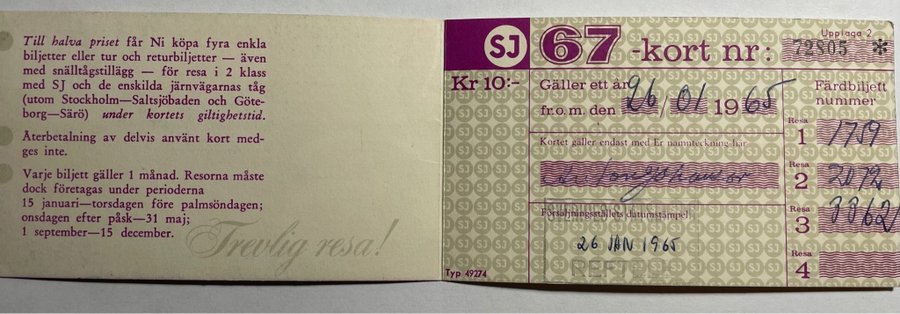 Till halva priset får Ni köpa fyra enkla
biljetter eller tur och returbiljetter — även
med snälltågstillägg — för resa i 2 klass
med SJ och de enskilda järnvägarnas tåg
(utom Stockholm—Saltsjöbaden och Göte-
borg—Särö) under kortets giltighetstid.
Återbetalning av delvis använt kort med-
ges inte.
Varje biljett gäller 1 månad. Resorna måste
dock företagas under perioderna
15 januari—torsdagen före palmsöndagen;
onsdagen efter påsk—31 maj;
1 september—15 december.
Trevlig resa!
SJ 67-kort nr:
Upplaga 2
72805 *
Kr 10:-
Gäller ett år
fr.o.m. den 26/01 1965
Kortet gäller endast med Er namnteckning här
Försäljningsställets datumstämpel
26 JAN 1965
Typ 49274
Färdbiljett
nummer
Resa
1 1759
Resa
2
Resa
3 3362
Resa
4